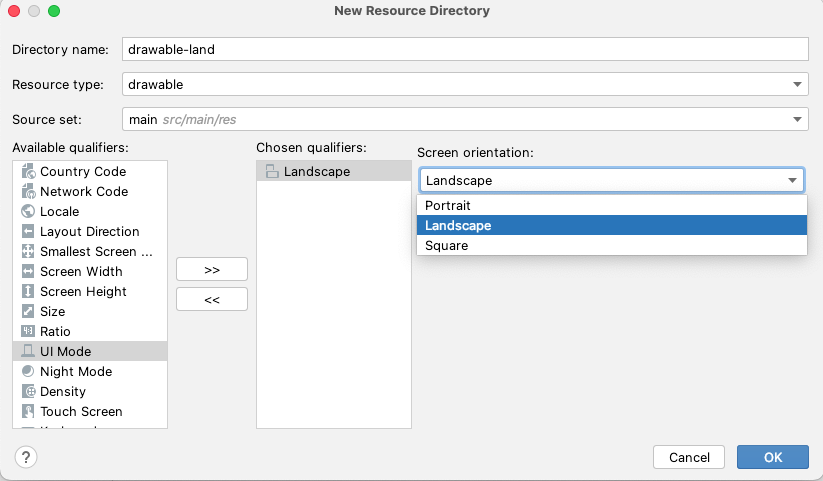 New Resource Directory
Directory name: drawable-land
Resource type: drawable
Source set: main src/main/res
Available qualifiers:
Country Code
Network Code
Locale
Layout Direction
Smallest Screen ...
Screen Width
Screen Height
Size
Ratio
UI Mode
Night Mode
Density
Touch Screen
>>
<<
Chosen qualifiers:
Landscape
Screen orientation:
Landscape
Portrait
Landscape
Square
?
Cancel
OK